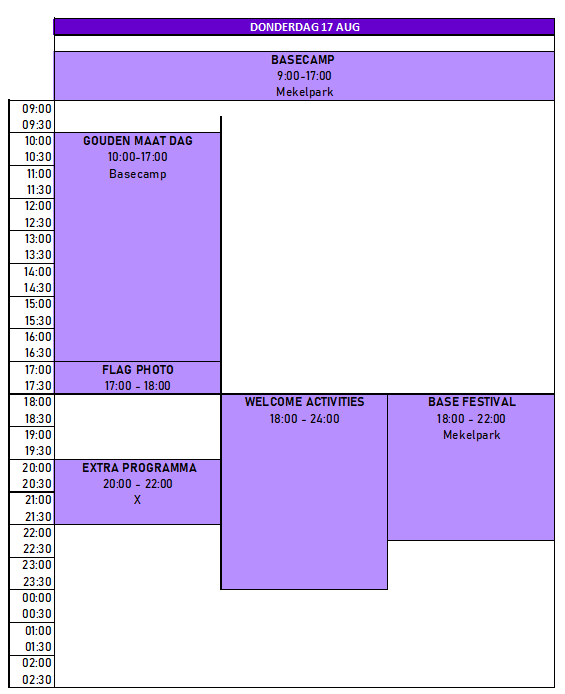 DONDERDAG 17 AUG
BASECAMP
9:00-17:00
Mekelpark
09:00
09:30
10:00 GOUDEN MAAT DAG
10:30 10:00-17:00
11:00 Basecamp
11:30
12:00
12:30
13:00
13:30
14:00
14:30
15:00
15:30
16:00
16:30
17:00 FLAG PHOTO
17:30 17:00 - 18:00
18:00 WELCOME ACTIVITIES BASE FESTIVAL
18:30 18:00 - 24:00 18:00 - 22:00
19:00 Mekelpark
19:30
20:00 EXTRA PROGRAMMA
20:30 20:00 - 22:00
21:00 X
21:30
22:00
22:30
23:00
23:30
00:00
00:30
01:00
01:30
02:00
02:30